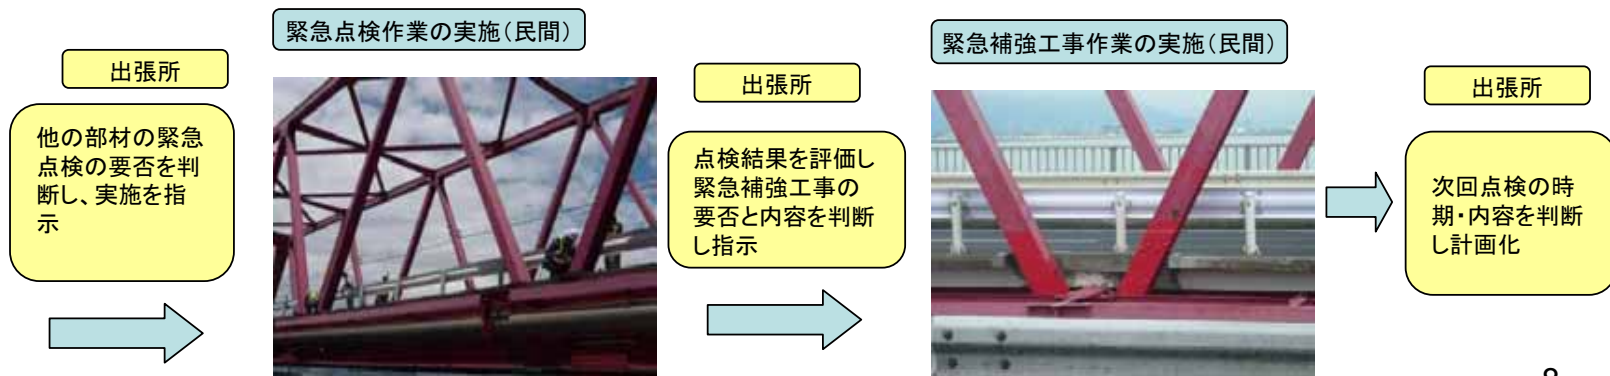 出張所
他の部材の緊急
点検の要否を判
断し、実施を指
示
緊急点検作業の実施(民間)
出張所
点検結果を評価し
緊急補強工事の
要否と内容を判断
し指示
緊急補強工事作業の実施(民間)
出張所
次回点検の時
期・内容を判断
し計画化